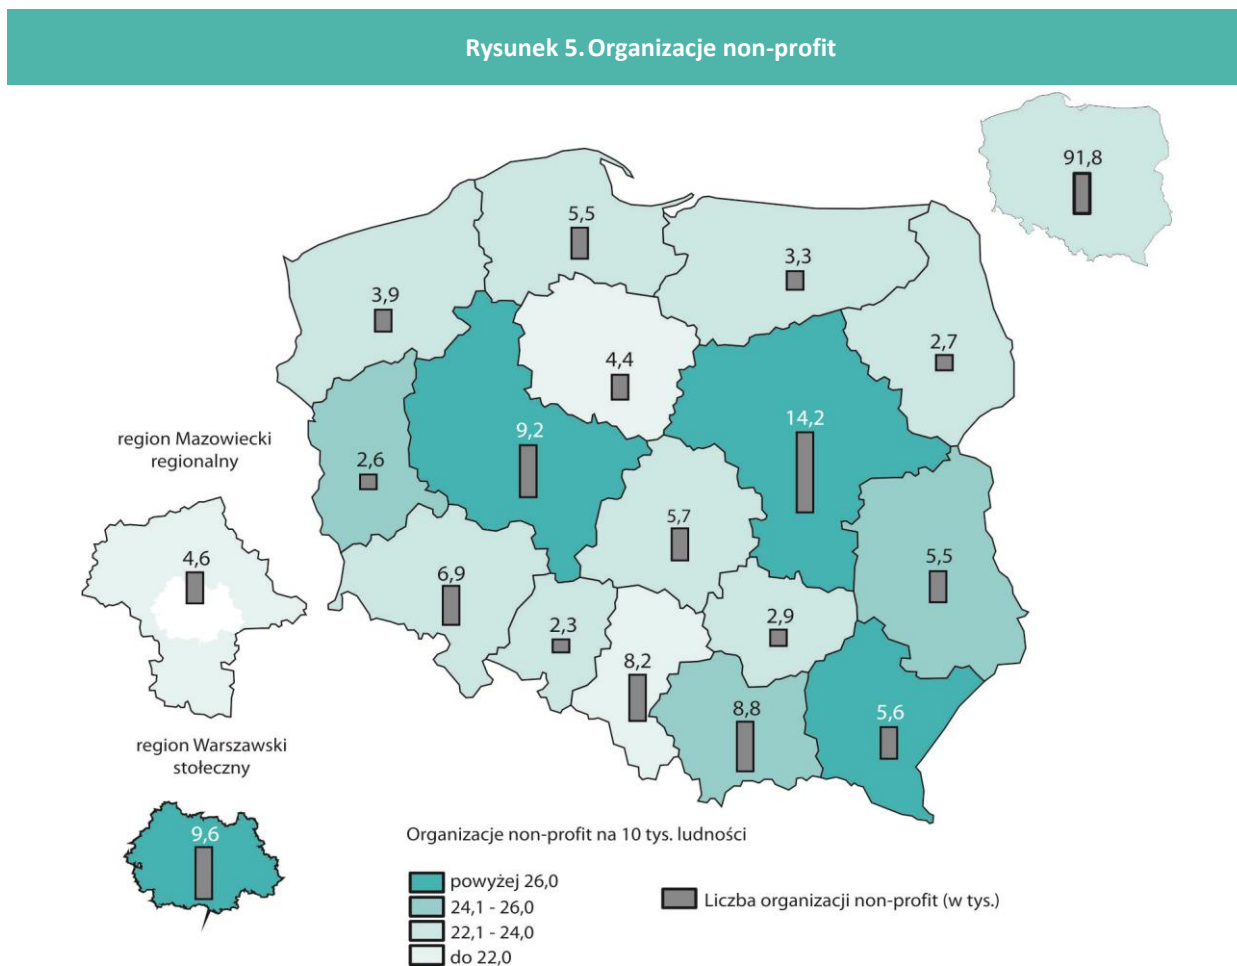 Rysunek 5. Organizacje non-profit
91,8
5,5
3,3
3,9
2,7
4,4
14,2
9,2
region Mazowiecki
regionalny
2,6
5,7
4,6
5,5
6,9
2,3
2,9
8,2
8,8
5,6
region Warszawski
stołeczny
9,6
Organizacje non-profit na 10 tys. ludności
powyżej 26,0
24,1 - 26,0
22,1 - 24,0
do 22,0
Liczba organizacji non-profit (w tys.)